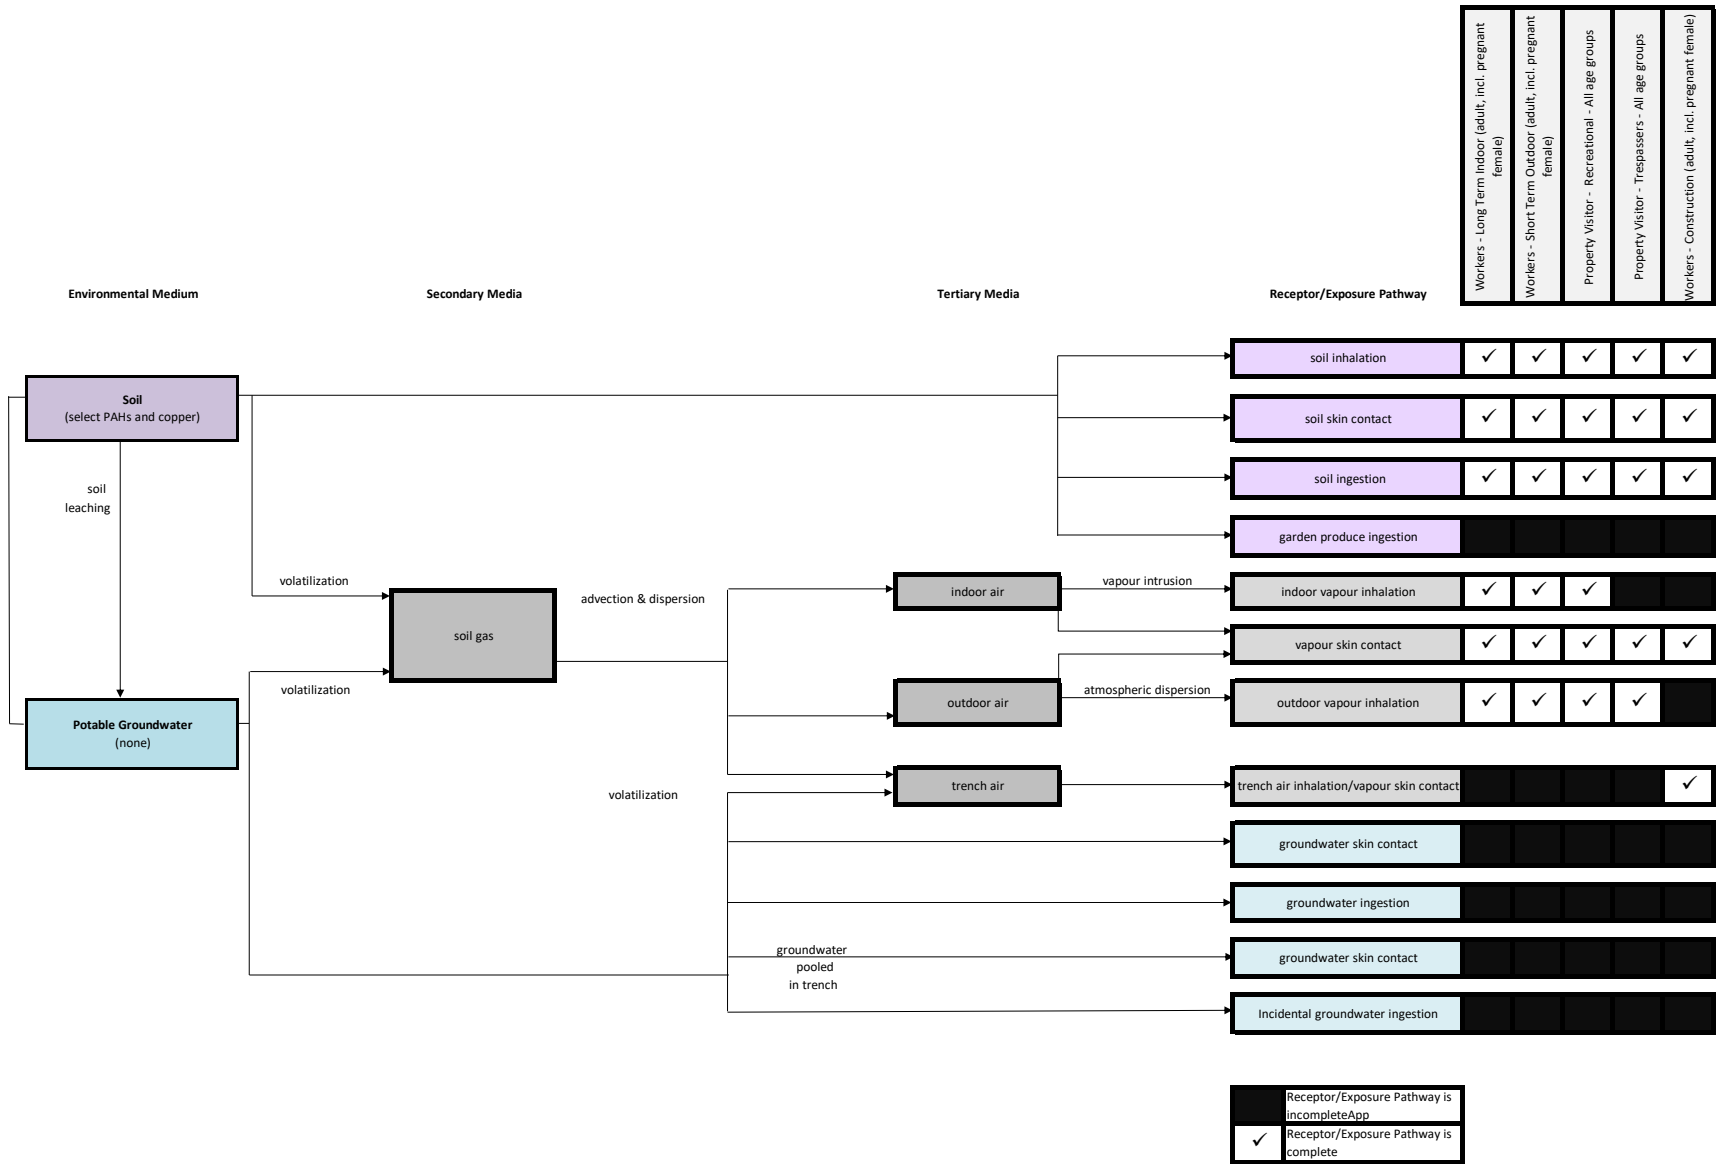 Workers - Long Term Indoor (adult, incl. pregnant
female)
Workers - Short Term Outdoor (adult, incl. pregnant
female)
Property Visitor - Recreational - All age groups
Property Visitor - Trespassers - All age groups
Workers - Construction (adult, incl. pregnant female)
Environmental Medium
Secondary Media
Tertiary Media
Receptor/Exposure Pathway
soil inhalation ✓ ✓ ✓ ✓ ✓
Soil
(select PAHs and copper)
soil skin contact ✓ ✓ ✓ ✓ ✓
soil ingestion ✓ ✓ ✓ ✓ ✓
soil
leaching
garden produce ingestion
volatilization
advection & dispersion
indoor air
vapour intrusion
indoor vapour inhalation ✓ ✓ ✓
soil gas
vapour skin contact ✓ ✓ ✓ ✓ ✓
volatilization
outdoor air
atmospheric dispersion
outdoor vapour inhalation ✓ ✓ ✓ ✓
Potable Groundwater
(none)
volatilization
trench air
trench air inhalation/vapour skin contact ✓
groundwater skin contact
groundwater ingestion
groundwater
pooled
in trench
groundwater skin contact
Incidental groundwater ingestion
Receptor/Exposure Pathway is
incompleteApp
✓ Receptor/Exposure Pathway is
complete